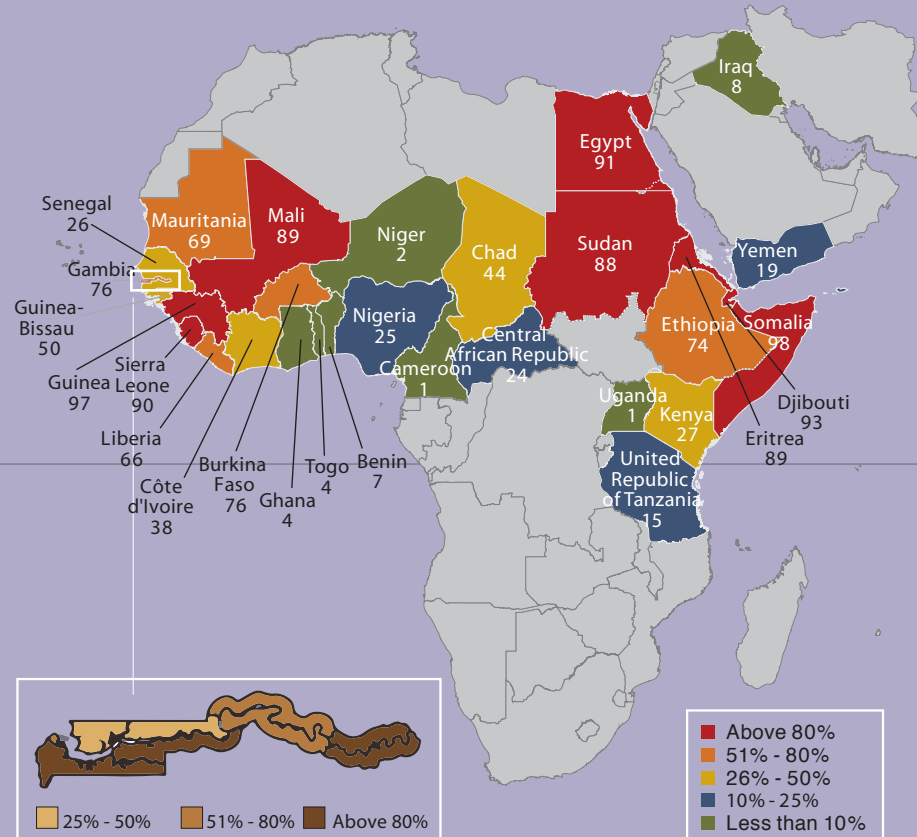 Iraq
8
Egypt
91
Senegal
26
Mauritania
69
Mali
89
Niger
2
Chad
44
Sudan
88
Yemen
19
Gambia
76
Guinea-
Bissau
50
Nigeria
25
Ethiopia
74
Somalia
98
Central
African Republic
24
Cameroon
1
Guinea
97
Sierra
Leone
90
Uganda
1
Kenya
27
Djibouti
93
Eritrea
89
Liberia
66
Côte
d'Ivoire
38
Burkina
Faso
76
Ghana
4
Togo
4
Benin
7
United
Republic
of Tanzania
15
25% - 50%
51% - 80%
Above 80%
Above 80%
51% - 80%
26% - 50%
10% - 25%
Less than 10%